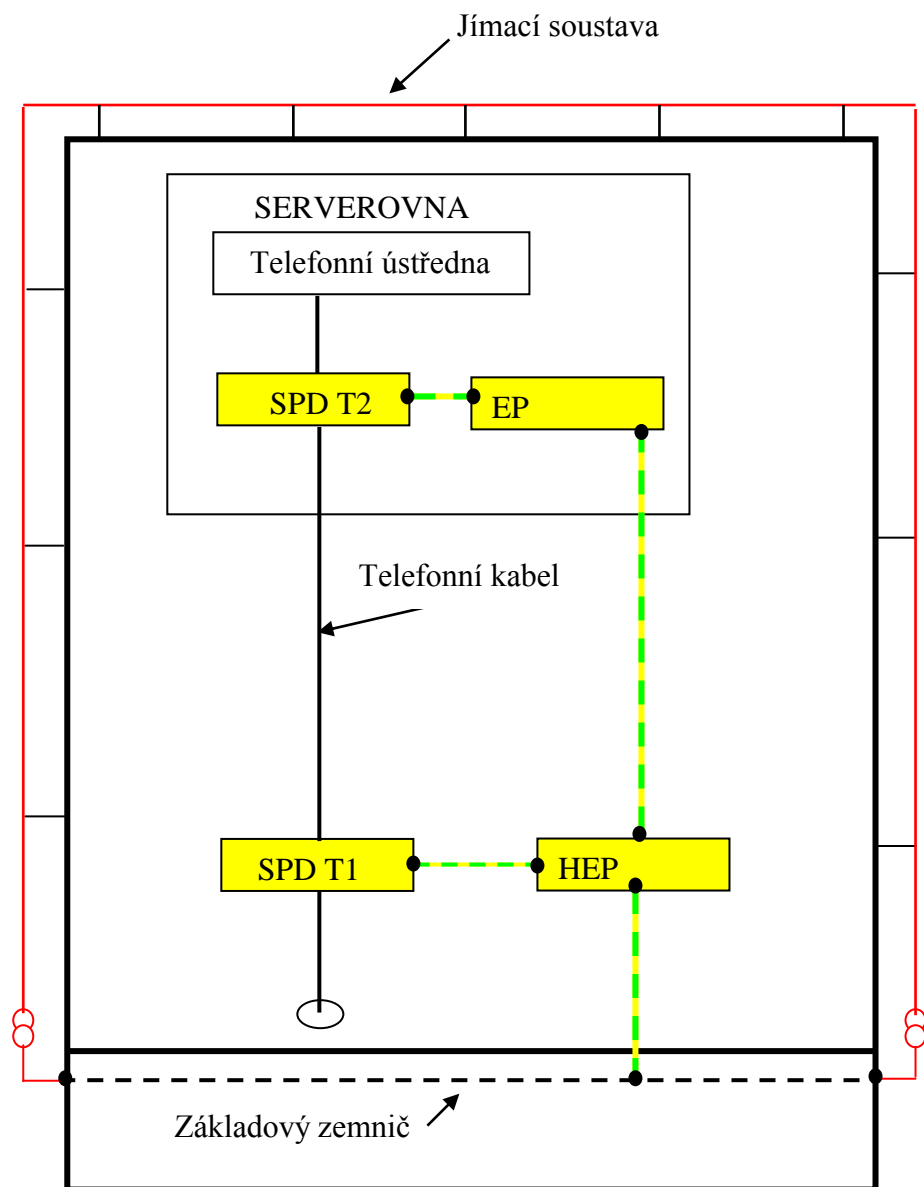 Jímací soustava
SERVEROVNA
Telefonní ústředna
SPD T2
EP
Telefonní kabel
SPD T1
HEP
Základový zemnič